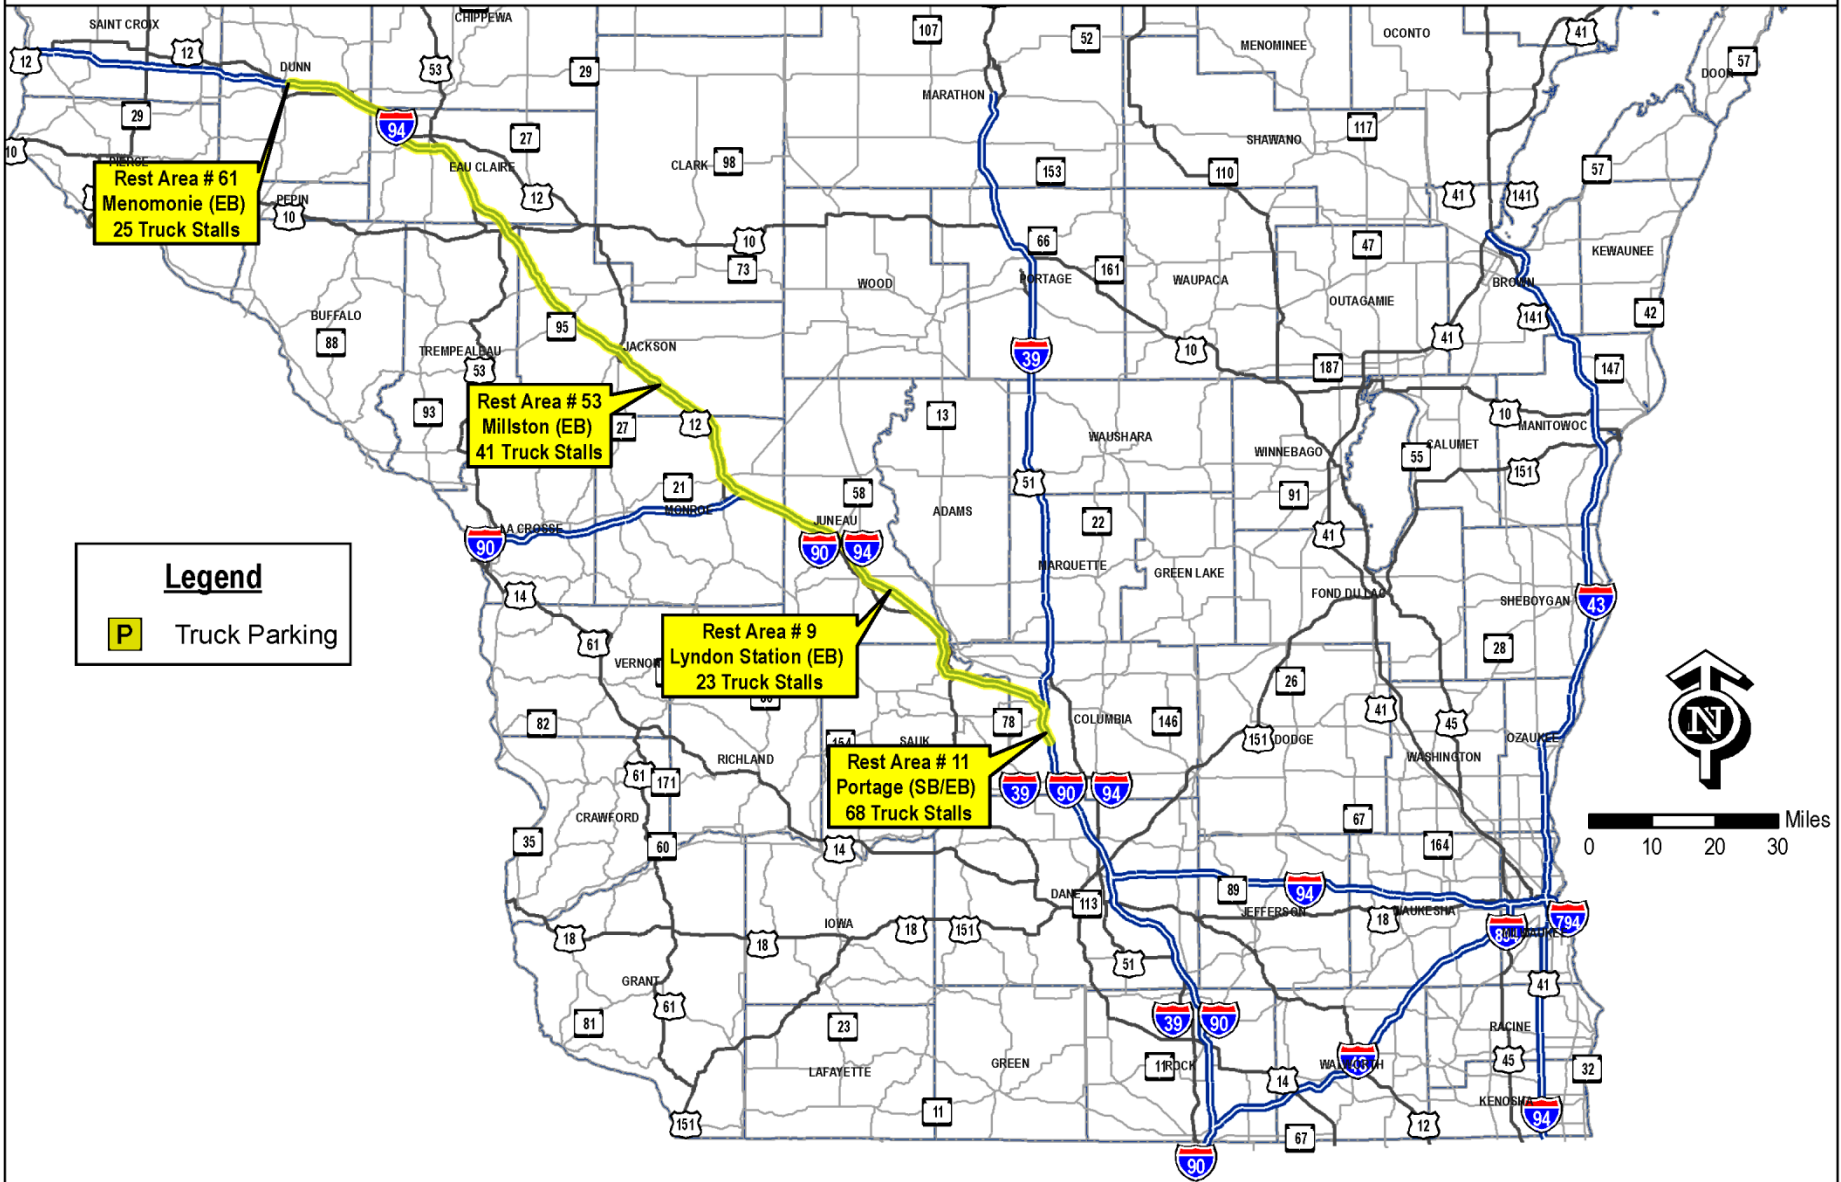 SAINT CROIX
CHIPPEWA
107
52
MENOMINEE
OCONTO
41
12
12
DUNN
53
29
57
DOOR
MARATHON
29
94
27
SHAWANO
117
10
PIERCE
EAU CLAIRE
CLARK
98
153
110
57
Rest Area # 61
Menomonie (EB)
25 Truck Stalls
PEPIN
10
12
41
141
10
73
66
161
47
KEWAUNEE
WOOD
PORTAGE
WAUPACA
OUTAGAMIE
BROWN
BUFFALO
88
95
141
42
TREMPEALEAU
53
JACKSON
39
10
41
187
147
Rest Area # 53
Millston (EB)
41 Truck Stalls
93
27
12
13
WAUSHARA
WINNEBAGO
55
CALUMET
10
MANITOWOC
151
21
MONROE
58
ADAMS
51
22
91
LA CROSSE
90
JUNEAU
90
94
41
MARQUETTE
GREEN LAKE
FOND DU LAC
SHEBOYGAN
43
Legend
P Truck Parking
14
61
VERNON
Rest Area # 9
Lyndon Station (EB)
23 Truck Stalls
28
26
N
82
154
SAUK
78
COLUMBIA
146
41
45
151
DODGE
OZAUKEE
61
171
RICHLAND
Rest Area # 11
Portage (SB/EB)
68 Truck Stalls
39
90
94
WASHINGTON
CRAWFORD
35
60
14
67
164
Miles
0 10 20 30
DANE
113
89
94
JEFFERSON
18
WAUKESHA
794
18
18
IOWA
18
151
51
41
GRANT
61
81
23
39
90
RACINE
LAFAYETTE
GREEN
11
ROCK
14
WALWORTH
45
32
KENOSHA
94
151
11
67
12
90